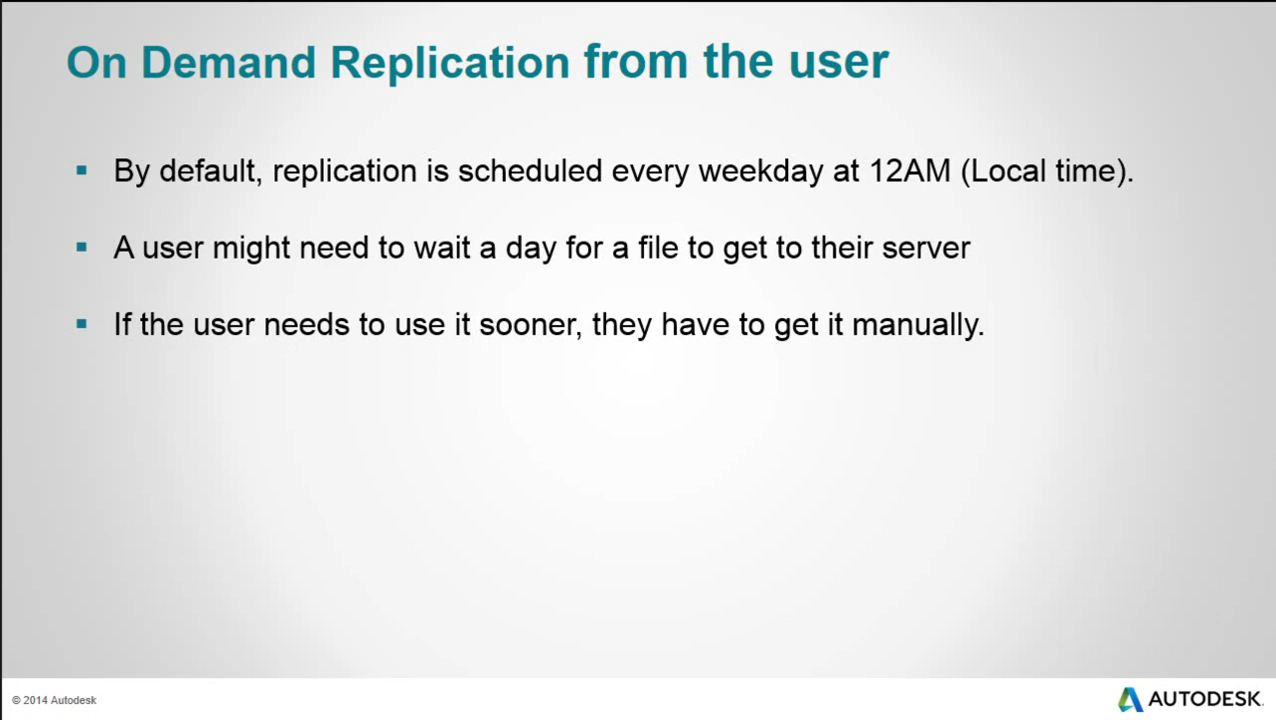 On Demand Replication from the user
▪ By default, replication is scheduled every weekday at 12AM (Local time).
▪ A user might need to wait a day for a file to get to their server
▪ If the user needs to use it sooner, they have to get it manually.
© 2014 Autodesk
AUTODESK.